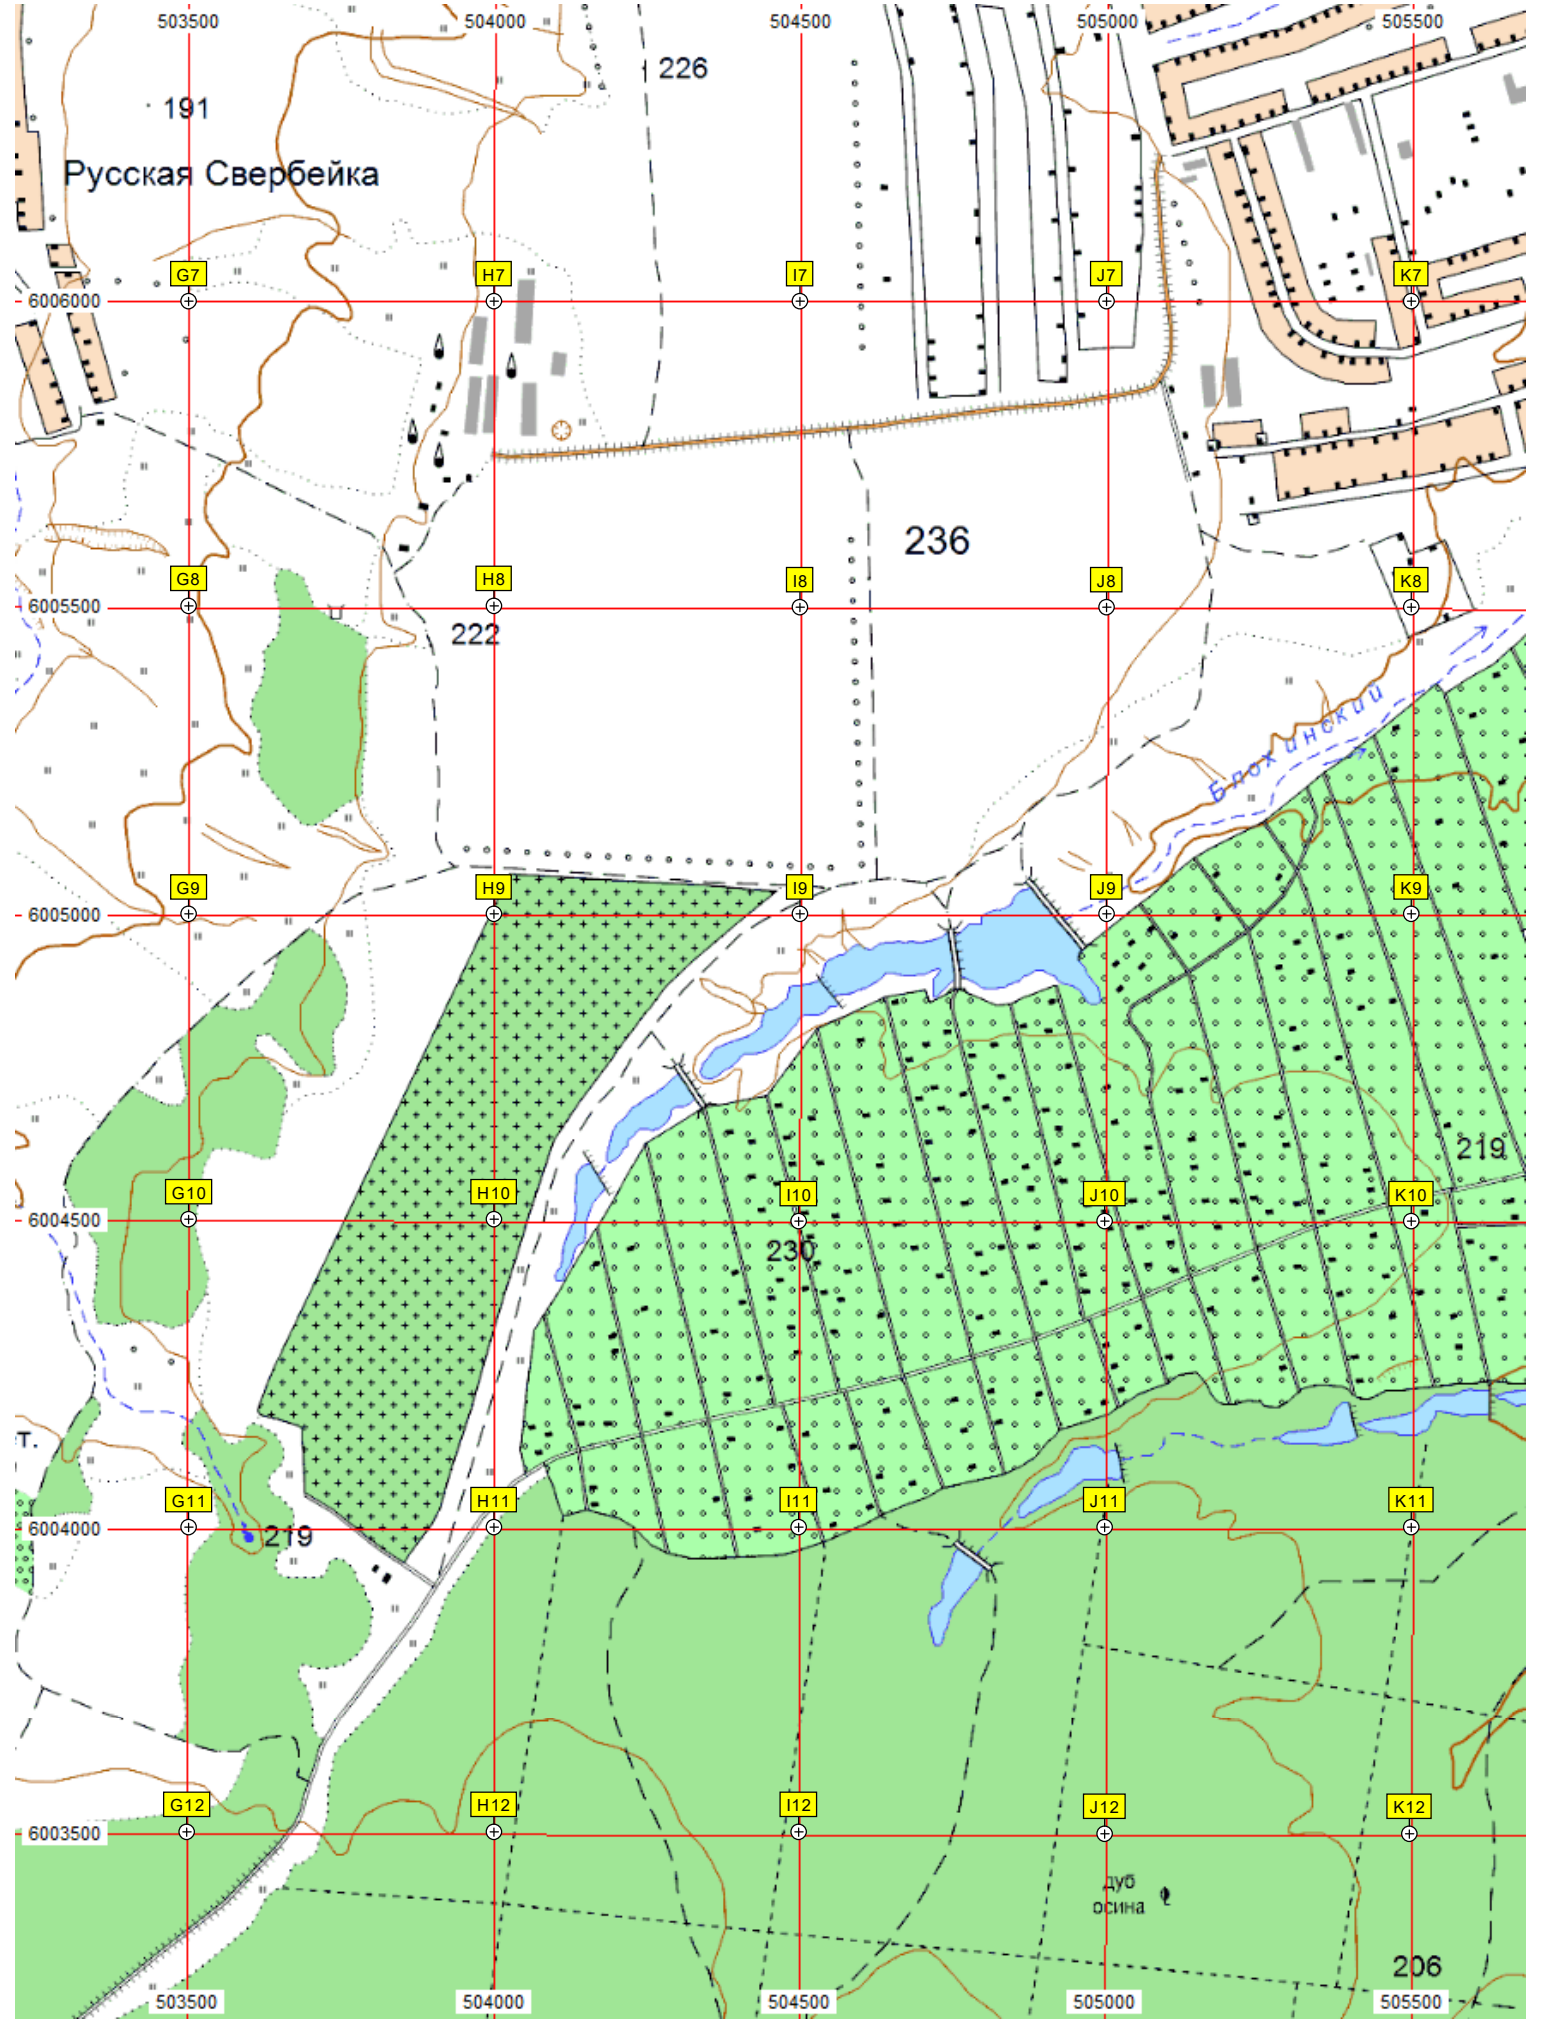 503500 504000 504500 505000 505500
226
191
Русская Свербейка
G7 H7 I7 J7 K7
6006000
236
G8 H8 I8 J8 K8
6005500
222
Блохинский
G9 H9 I9 J9 K9
6005000
219
G10 H10 I10 J10 K10
6004500
230
т.
G11 H11 I11 J11 K11
6004000
219
G12 H12 I12 J12 K12
6003500
дуб
осина
206
503500 504000 504500 505000 505500